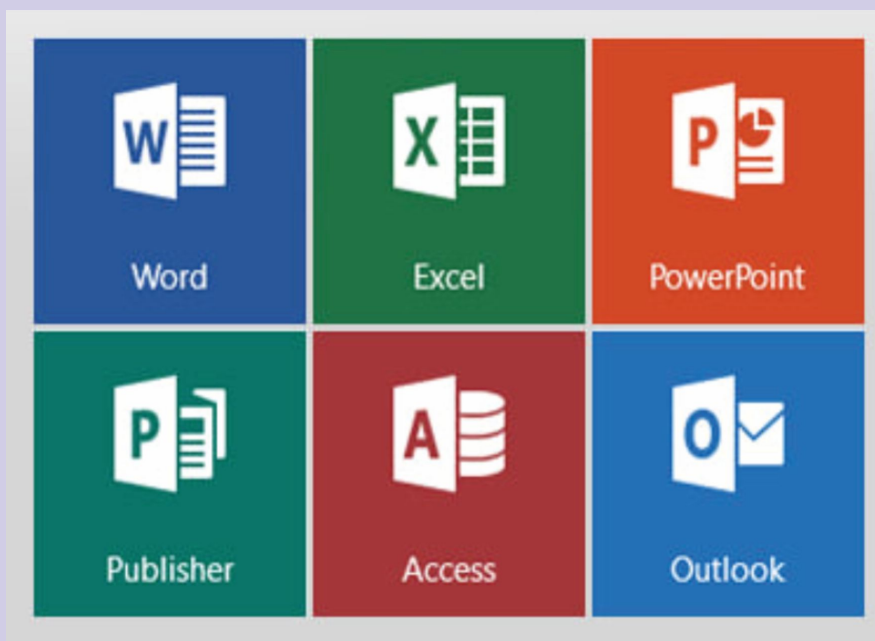 W
Word
X
Excel
P
PowerPoint
P
Publisher
A
Access
O
Outlook